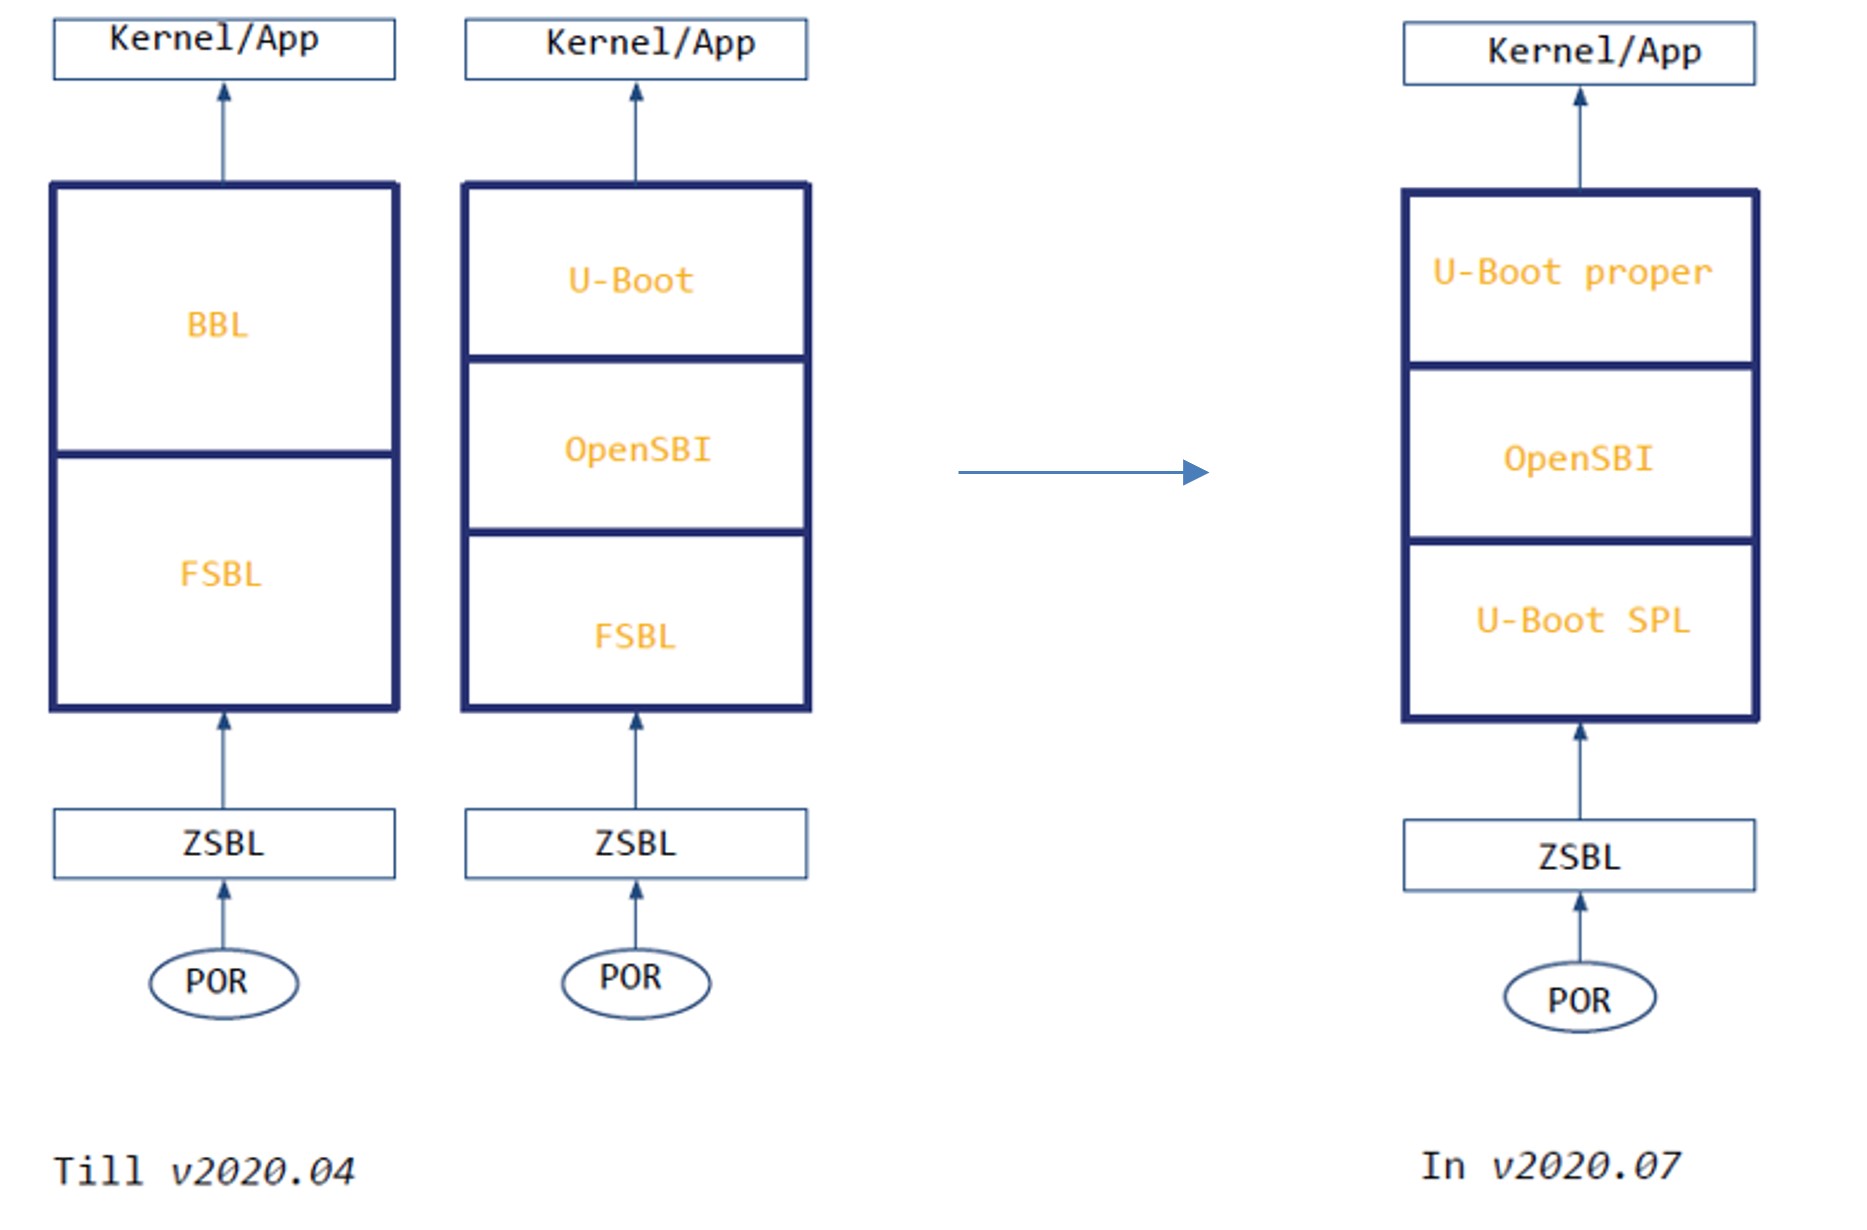 Kernel/App
BBL
FSBL
ZSBL
POR
Kernel/App
U-Boot
OpenSBI
FSBL
ZSBL
POR
Till v2020.04
Kernel/App
U-Boot proper
OpenSBI
U-Boot SPL
ZSBL
POR
In v2020.07